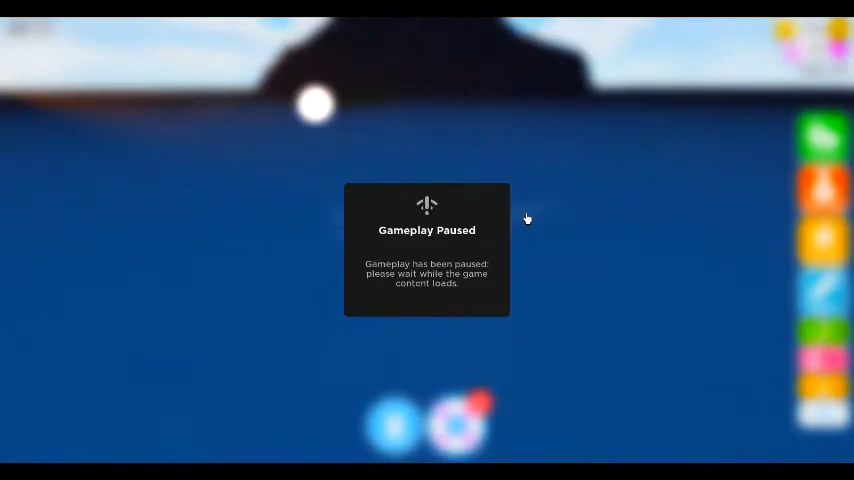 Gameplay Paused
Gameplay has been paused;
please wait while the game
content loads.